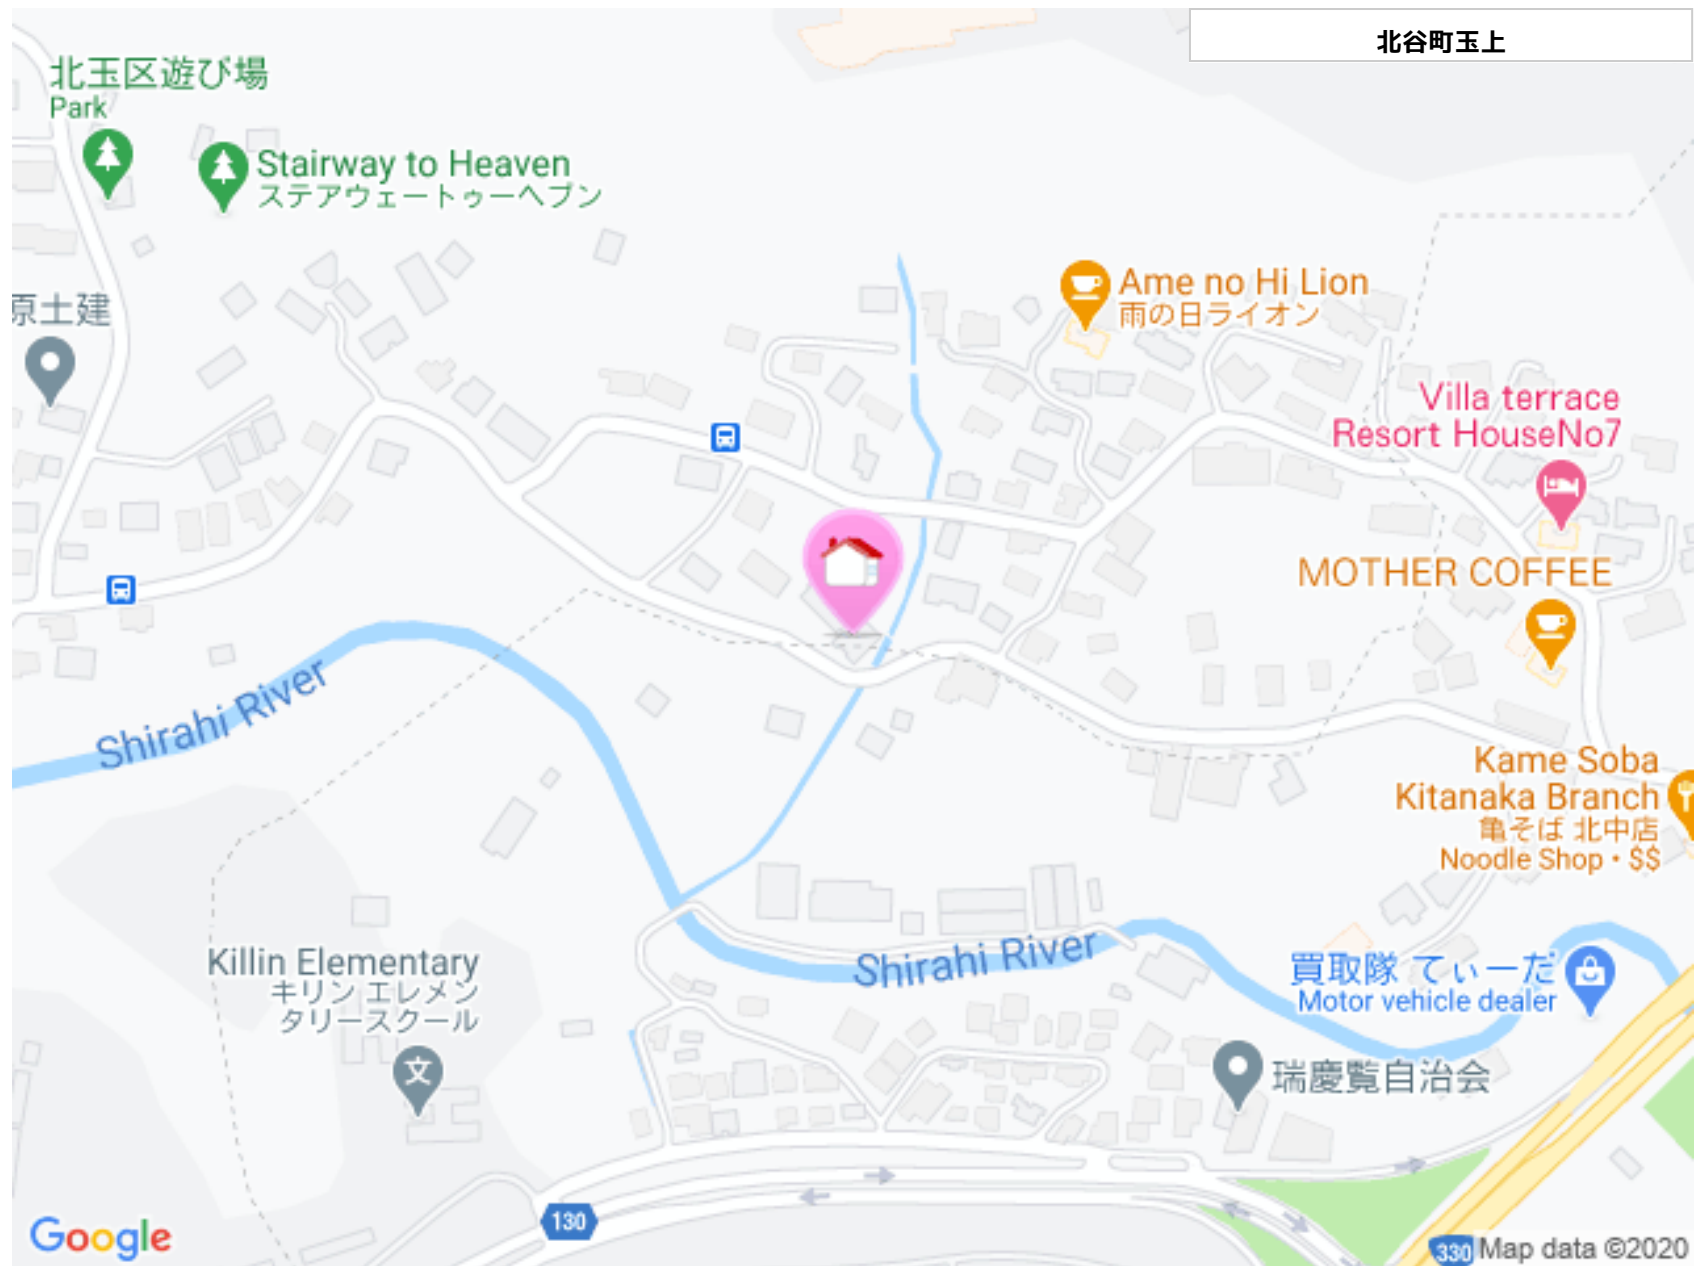 北谷町玉上
北玉区遊び場
Park
Stairway to Heaven
ステアウェートゥーヘブン
原土建
Ame no Hi Lion
雨の日ライオン
Villa terrace
Resort HouseNo7
MOTHER COFFEE
Shirahi River
Kame Soba
Kitanaka Branch
亀そば 北中店
Noodle Shop • $$
Killin Elementary
キリン エレメン
タリースクール
文
Shirahi River
買取隊 てぃーだ
Motor vehicle dealer
瑞慶覧自治会
130
Google
330
Map data ©2020